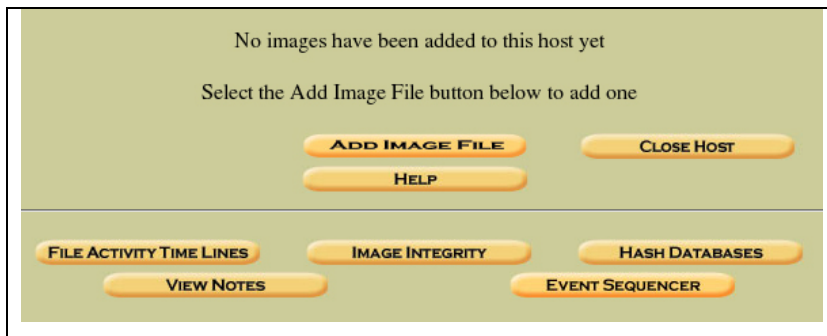 No images have been added to this host yet
Select the Add Image File button below to add one
ADD IMAGE FILE
CLOSE HOST
HELP
FILE ACTIVITY TIME LINES
IMAGE INTEGRITY
HASH DATABASES
VIEW NOTES
EVENT SEQUENCER